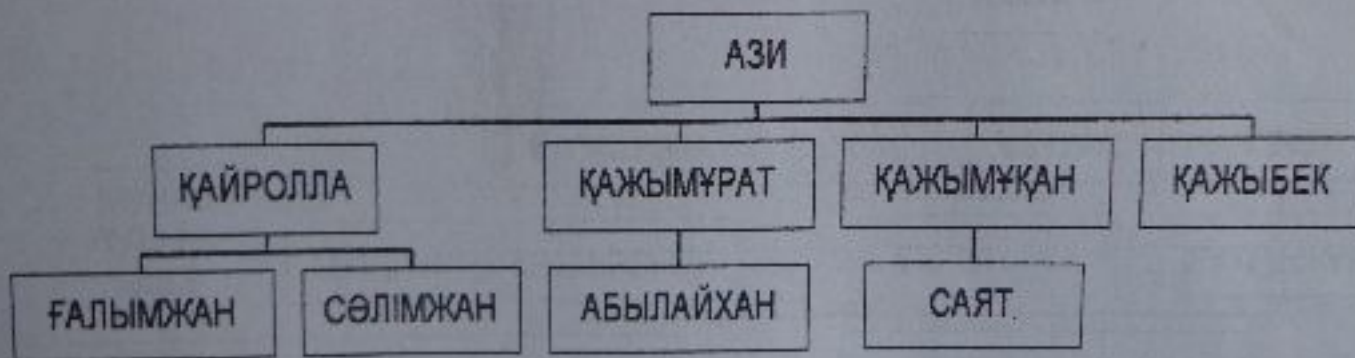 АЗИ
ҚАЙРОЛЛА ҚАЖЫМҰРАТ ҚАЖЫМҰҚАН ҚАЖЫБЕК
ҒАЛЫМЖАН СӘЛІМЖАН АБЫЛАЙХАН САЯТ